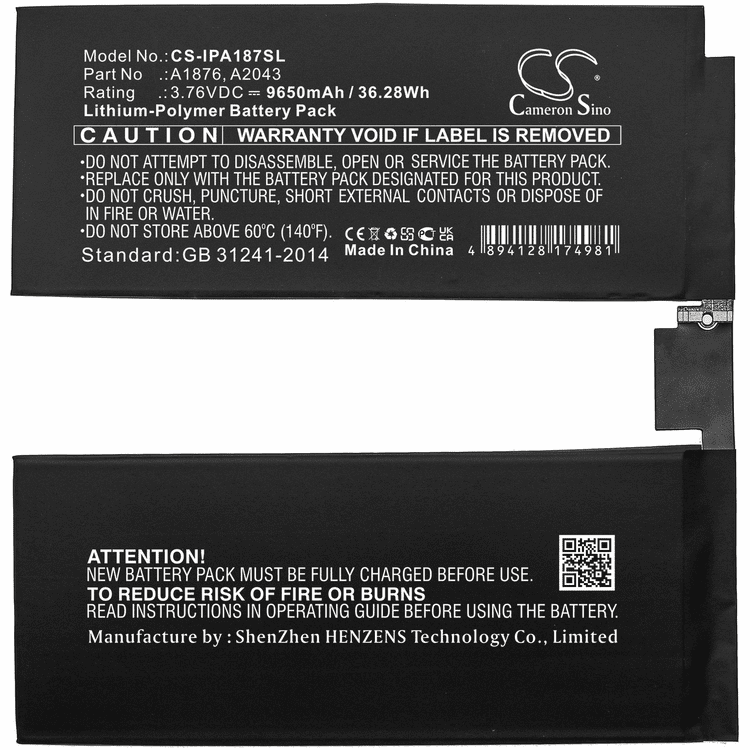 Model No.: CS-IPA187SL
Part No .: A1876, A2043
Rating .: 3.76VDC ⎓ 9650mAh / 36.28Wh
Lithium-Polymer Battery Pack
CS
Cameron Sino
CAUTION WARRANTY VOID IF LABEL IS REMOVED
•DO NOT ATTEMPT TO DISASSEMBLE, OPEN OR SERVICE THE BATTERY PACK.
•REPLACE ONLY WITH THE BATTERY PACK DESIGNATED FOR THIS PRODUCT.
•DO NOT CRUSH, PUNCTURE, SHORT EXTERNAL CONTACTS OR DISPOSE OF
IN FIRE OR WATER.
•DO NOT STORE ABOVE 60°C (140°F).
Standard: GB 31241-2014
CE EAC UKCA
Made In China
4 894128 174981
ATTENTION!
NEW BATTERY PACK MUST BE FULLY CHARGED BEFORE USE.
TO REDUCE RISK OF FIRE OR BURNS
READ INSTRUCTIONS IN OPERATING GUIDE BEFORE USING THE BATTERY.
Manufacture by : ShenZhen HENZENS Technology Co., Limited